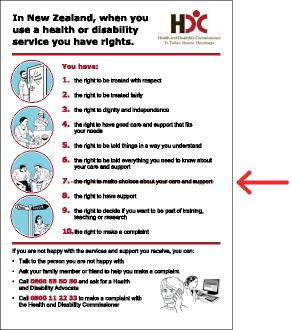 In New Zealand, when you
use a health or disability
service you have rights.
HDC
Health and Disability Commissioner
Te Toihau Hauora, Hauātanga
You have:
1. the right to be treated with respect
2. the right to be treated fairly
3. the right to dignity and independence
4. the right to have good care and support that fits
your needs
5. the right to be told things in a way you understand
6. the right to be told everything you need to know about
your care and support
7. the right to make choices about your care and support
8. the right to have support
9. the right to decide if you want to be part of training,
teaching or research
10. the right to make a complaint
If you are not happy with the services and support you receive, you can:
• Talk to the person you are not happy with
• Ask your family member or friend to help you make a complaint
• Call 0800 55 50 50 and ask for a Health
and Disability Advocate
• Call 0800 11 22 33 to make a complaint with
the Health and Disability Commissioner